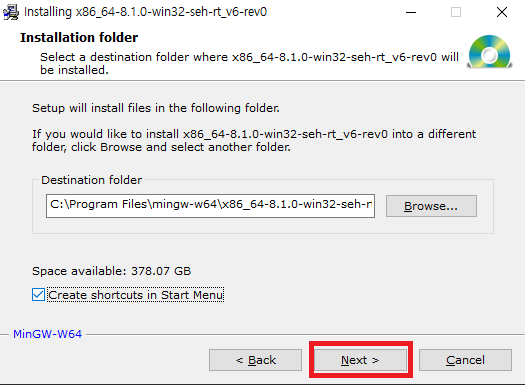 Installing x86_64-8.1.0-win32-seh-rt_v6-rev0
Installation folder
Select a destination folder where x86_64-8.1.0-win32-seh-rt_v6-rev0 will
be installed.
Setup will install files in the following folder.
If you would like to install x86_64-8.1.0-win32-seh-rt_v6-rev0 into a different
folder, click Browse and select another folder.
Destination folder
C:\Program Files\mingw-w64\x86_64-8.1.0-win32-seh-rt
Browse...
Space available: 378.07 GB
Create shortcuts in Start Menu
MinGW-W64
< Back
Next >
Cancel